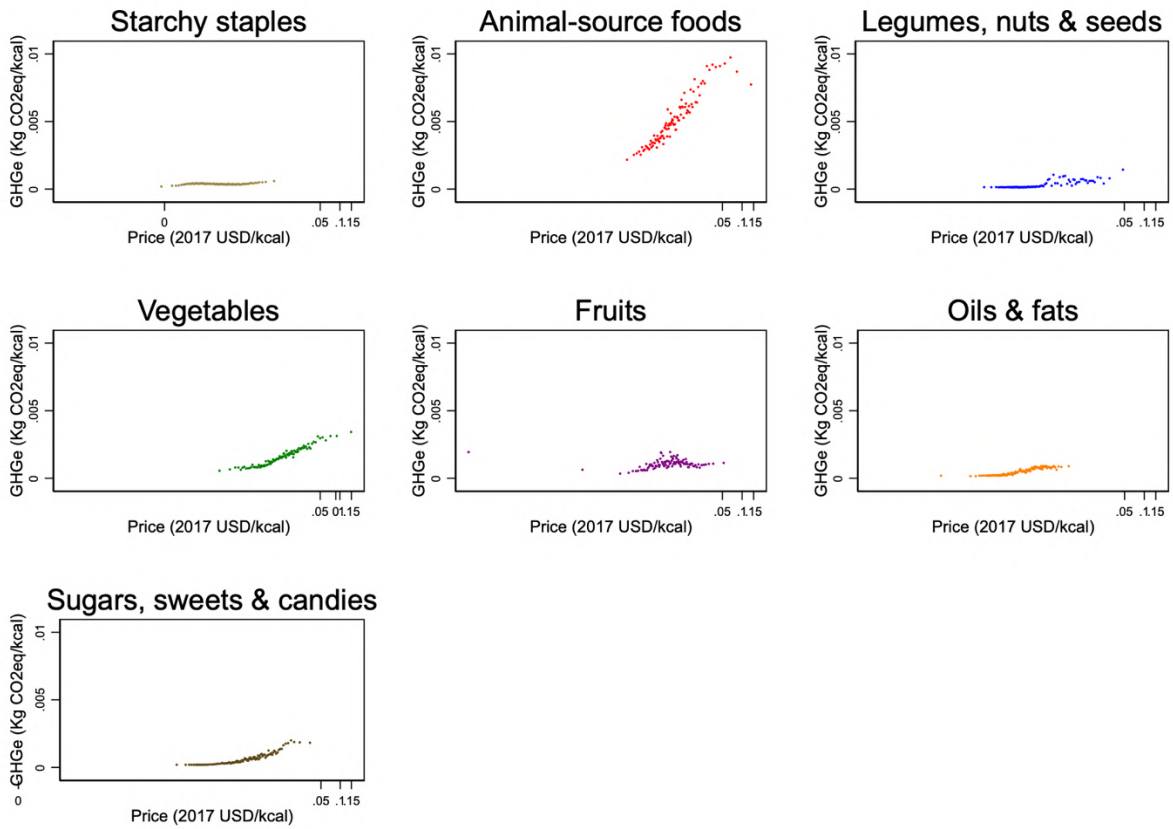 Starchy staples
GHGe (Kg CO2eq/kcal)
.01
.005
0
0
.05 .1.15
Price (2017 USD/kcal)
Animal-source foods
GHGe (Kg CO2eq/kcal)
.01
.005
0
.05 .1.15
Price (2017 USD/kcal)
Legumes, nuts & seeds
GHGe (Kg CO2eq/kcal)
.01
.005
0
.05 .1.15
Price (2017 USD/kcal)
Vegetables
GHGe (Kg CO2eq/kcal)
.01
.005
0
.05 01.15
Price (2017 USD/kcal)
Fruits
GHGe (Kg CO2eq/kcal)
.01
.005
0
.05 .1.15
Price (2017 USD/kcal)
Oils & fats
GHGe (Kg CO2eq/kcal)
.01
.005
0
.05 .1.15
Price (2017 USD/kcal)
Sugars, sweets & candies
GHGe (Kg CO2eq/kcal)
.01
.005
0
0
.05 .1.15
Price (2017 USD/kcal)